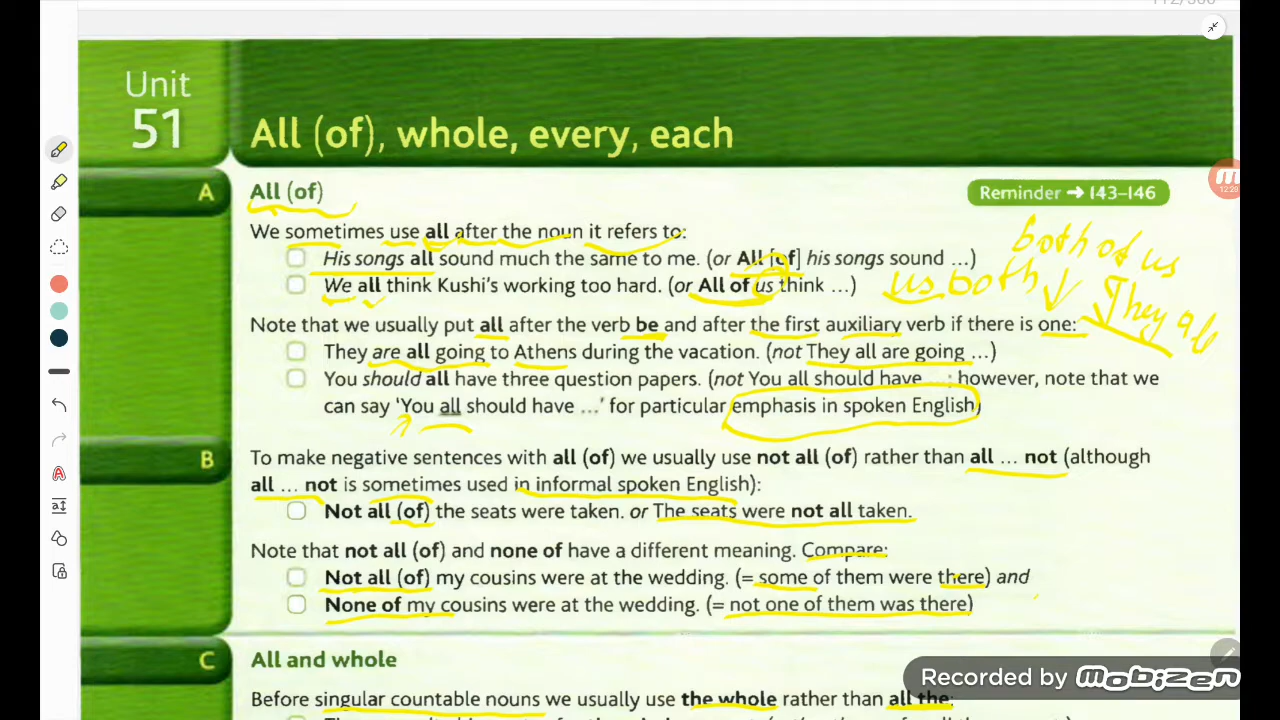 Unit
51
All (of), whole, every, each
A
All (of)
Reminder → 143–146
We sometimes use all after the noun it refers to:
His songs all sound much the same to me. (or All [of] his songs sound …)
We all think Kushi's working too hard. (or All of us think …)
both of us
us both
They
Note that we usually put all after the verb be and after the first auxiliary verb if there is one:
They are all going to Athens during the vacation. (not They all are going …)
You should all have three question papers. (not You all should have …; however, note that we
can say 'You all should have …' for particular emphasis in spoken English)
B
To make negative sentences with all (of) we usually use not all (of) rather than all … not (although
all … not is sometimes used in informal spoken English):
Not all (of) the seats were taken. or The seats were not all taken.
Note that not all (of) and none of have a different meaning. Compare:
Not all (of) my cousins were at the wedding. (= some of them were there) and
None of my cousins were at the wedding. (= not one of them was there)
C
All and whole
Before singular countable nouns we usually use the whole rather than all the:
Recorded by mobizen
12:29